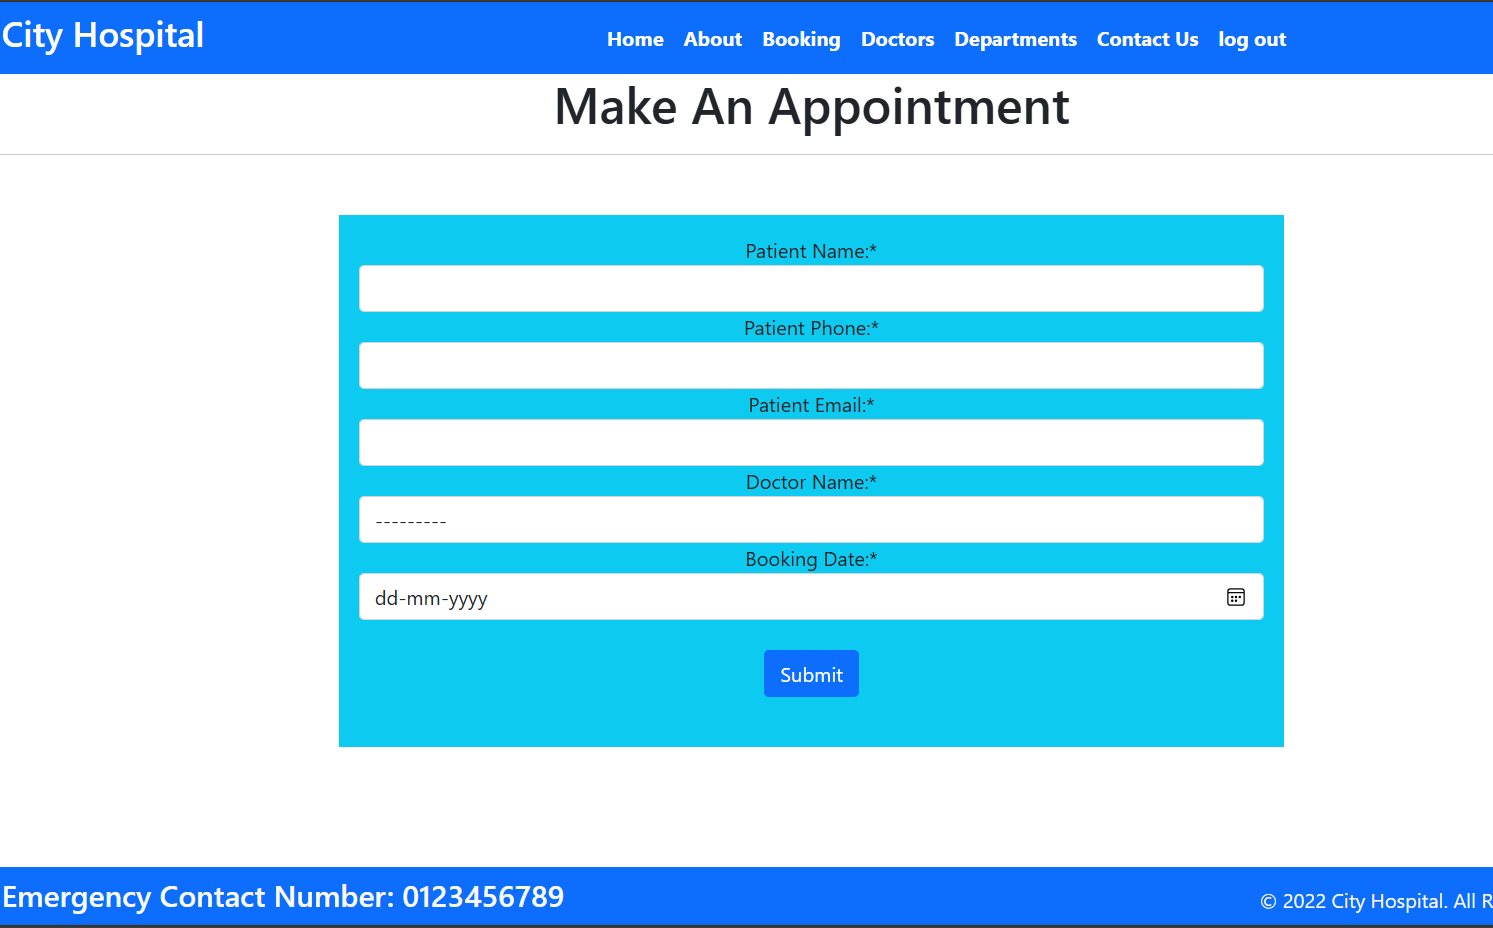 City Hospital
Home About Booking Doctors Departments Contact Us log out
Make An Appointment
Patient Name:*
Patient Phone:*
Patient Email:*
Doctor Name:*
---------
Booking Date:*
dd-mm-yyyy
Submit
Emergency Contact Number: 0123456789
© 2022 City Hospital. All R